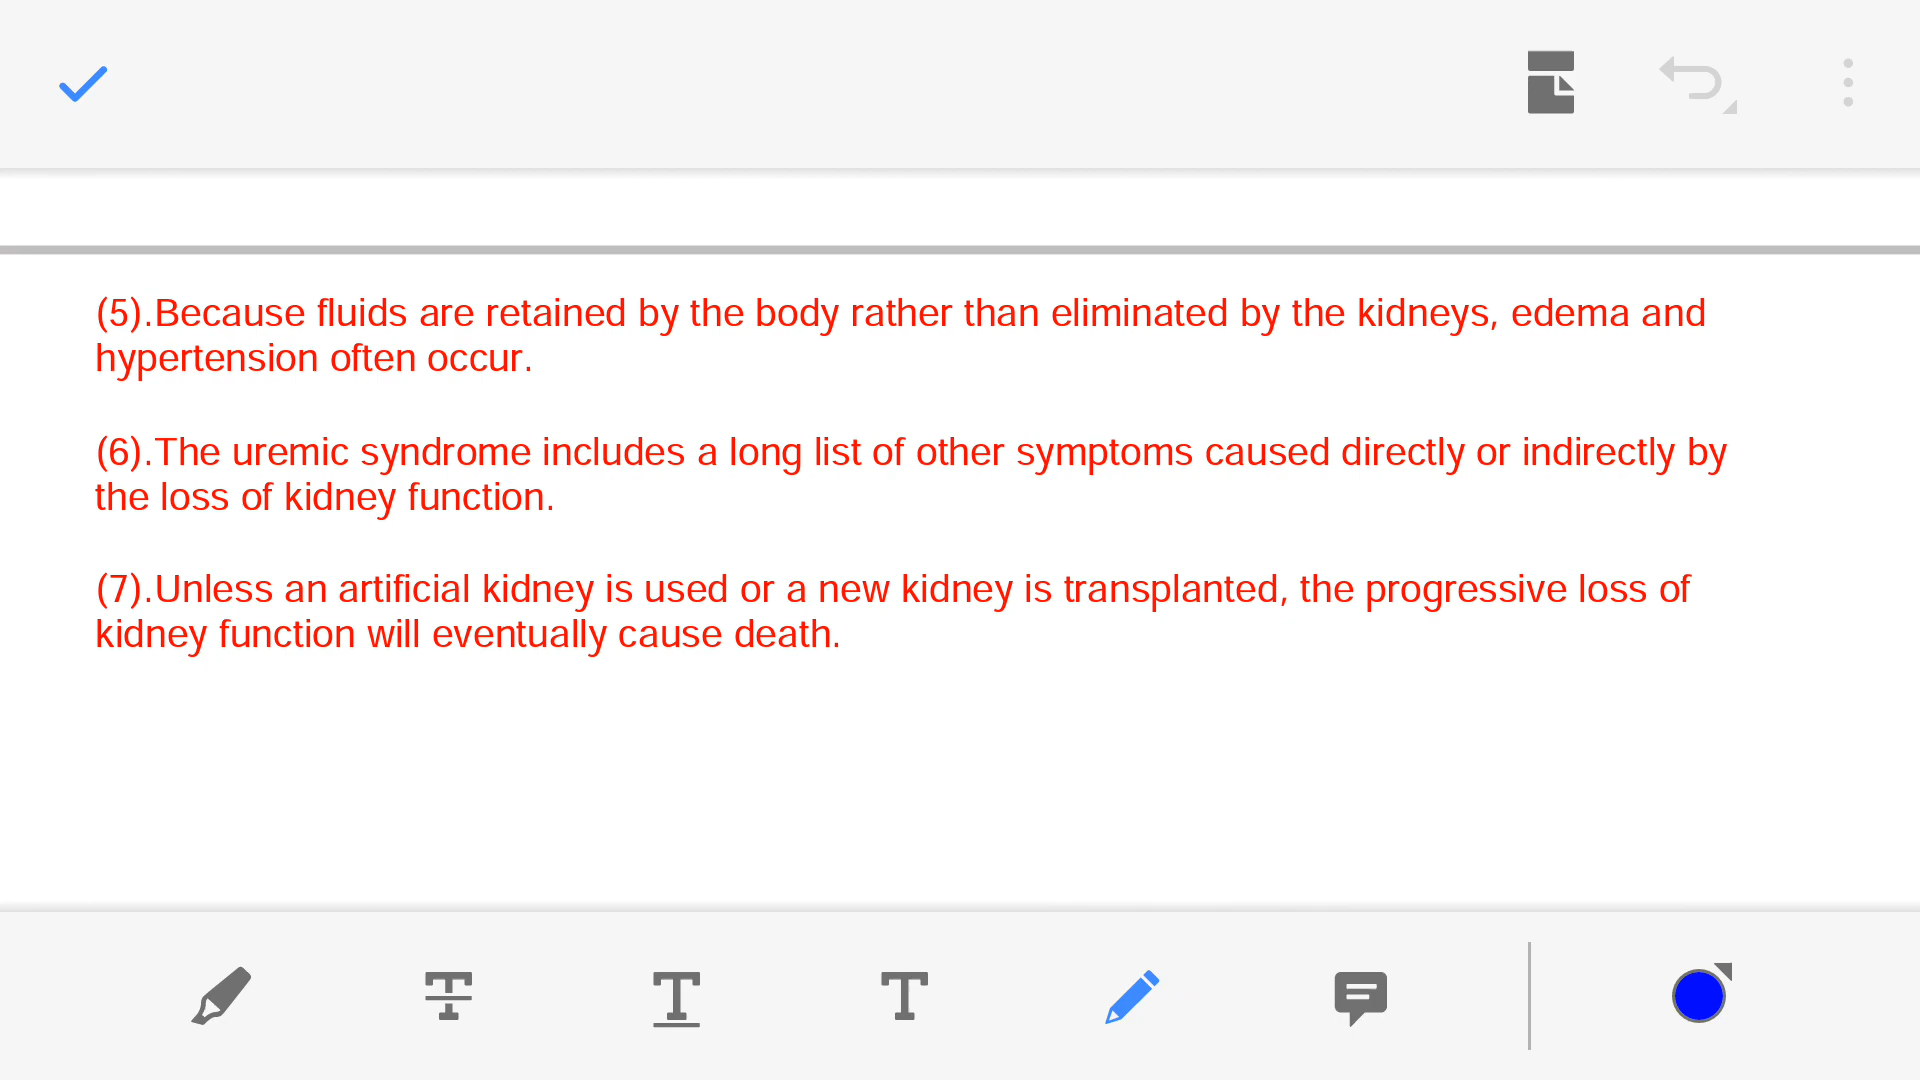 (5).Because fluids are retained by the body rather than eliminated by the kidneys, edema and
hypertension often occur.
(6).The uremic syndrome includes a long list of other symptoms caused directly or indirectly by
the loss of kidney function.
(7).Unless an artificial kidney is used or a new kidney is transplanted, the progressive loss of
kidney function will eventually cause death.